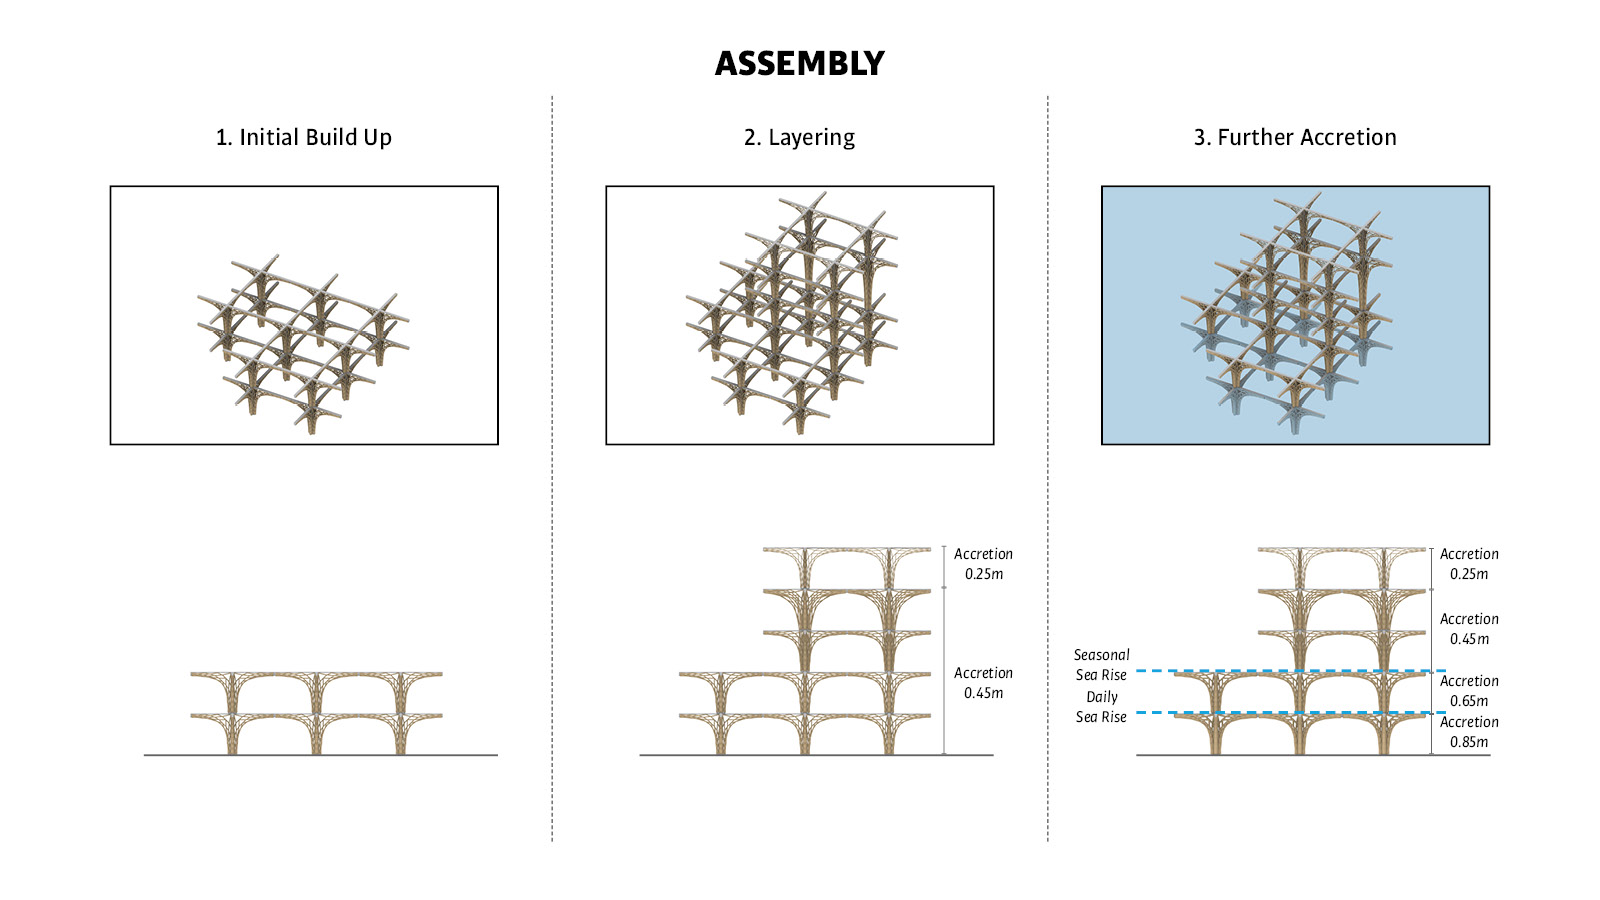 ASSEMBLY
1. Initial Build Up
2. Layering
Accretion
0.25m
Accretion
0.45m
3. Further Accretion
Accretion
0.25m
Accretion
0.45m
Seasonal
Sea Rise
Daily
Sea Rise
Accretion
0.65m
Accretion
0.85m